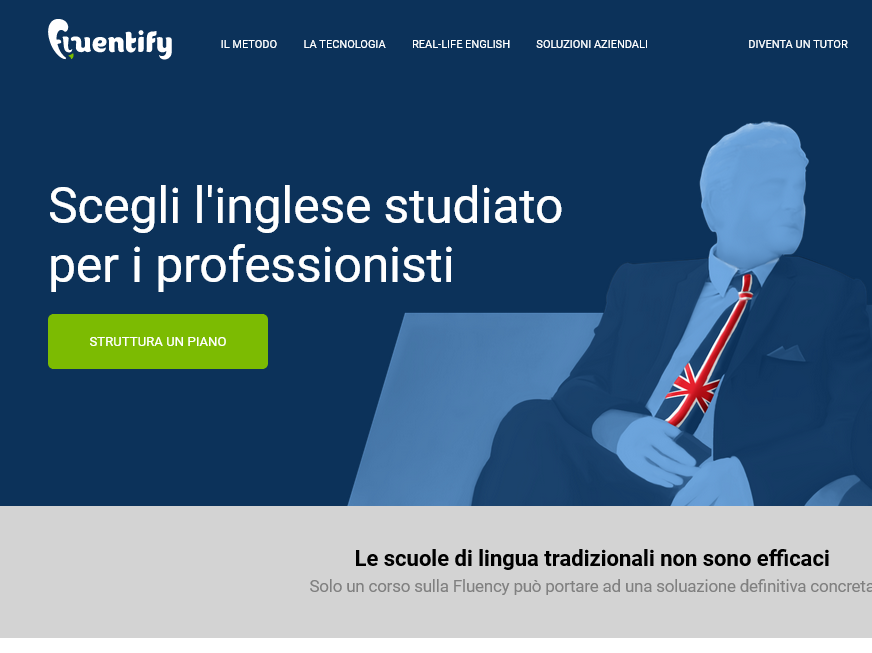 Fluentify
IL METODO LA TECNOLOGIA REAL-LIFE ENGLISH SOLUZIONI AZIENDALI DIVENTA UN TUTOR
Scegli l'inglese studiato
per i professionisti
STRUTTURA UN PIANO
Le scuole di lingua tradizionali non sono efficaci
Solo un corso sulla Fluency può portare ad una soluazione definitiva concreta